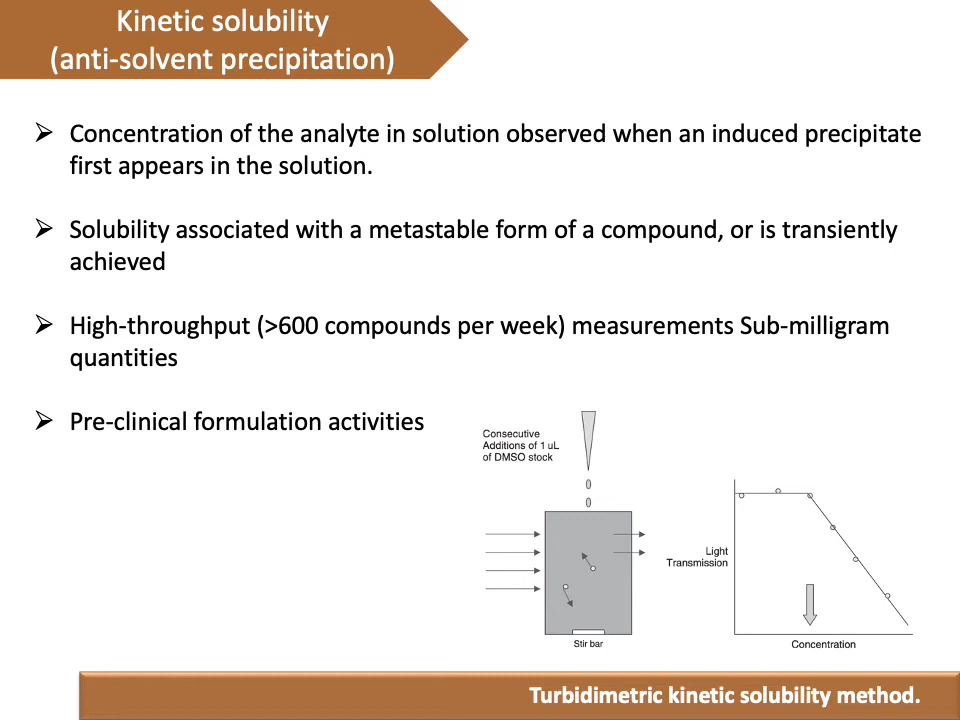 Kinetic solubility
(anti-solvent precipitation)
Concentration of the analyte in solution observed when an induced precipitate
first appears in the solution.
Solubility associated with a metastable form of a compound, or is transiently
achieved
High-throughput (>600 compounds per week) measurements Sub-milligram
quantities
Pre-clinical formulation activities
Consecutive
Additions of 1 uL
of DMSO stock
Stir bar
Light
Transmission
Concentration
Turbidimetric kinetic solubility method.